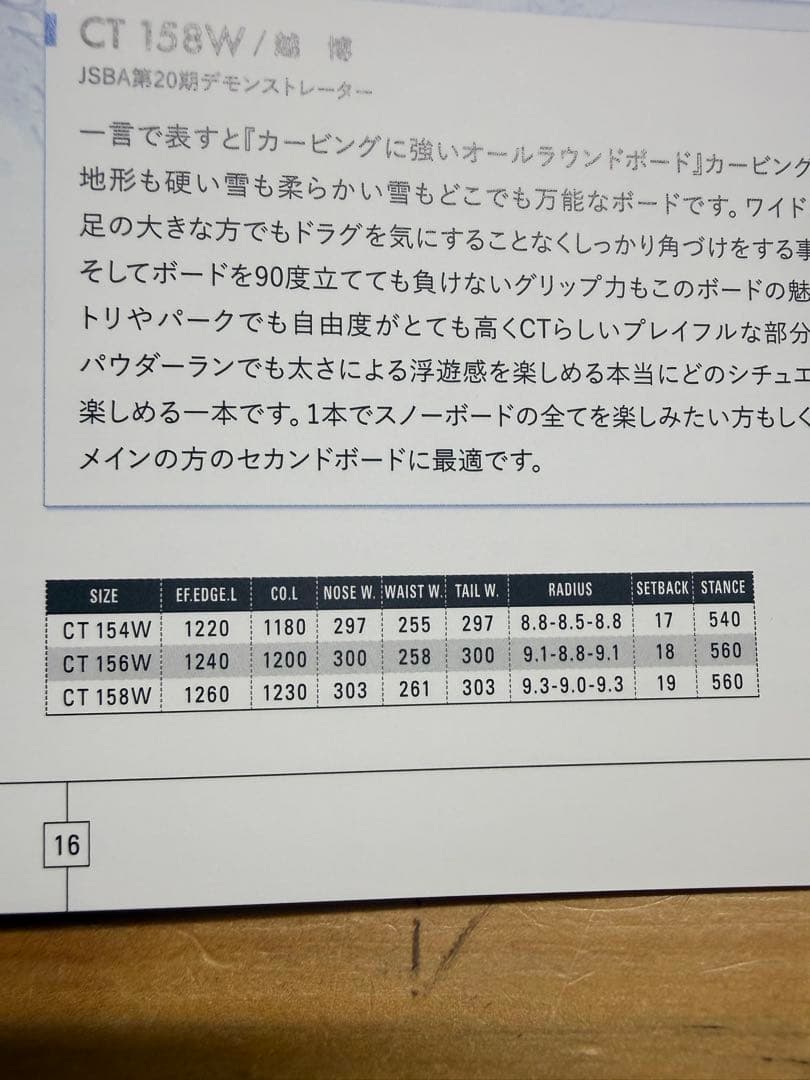 CT 158W / 越 博
JSBA第20期デモンストレーター
一言で表すと『カービングに強いオールラウンドボード』カービング
地形も硬い雪も柔らかい雪もどこでも万能なボードです。ワイド
足の大きな方でもドラグを気にすることなくしっかり角づけをする事
そしてボードを90度立てても負けないグリップ力もこのボードの魅
トリやパークでも自由度がとても高くCTらしいプレイフルな部分
パウダーランでも太さによる浮遊感を楽しめる本当にどのシチュエ
楽しめる一本です。1本でスノーボードの全てを楽しみたい方もしく
メインの方のセカンドボードに最適です。
SIZE EF.EDGE.L CO.L NOSE W. WAIST W. TAIL W. RADIUS SETBACK STANCE
CT 154W 1220 1180 297 255 297 8.8-8.5-8.8 17 540
CT 156W 1240 1200 300 258 300 9.1-8.8-9.1 18 560
CT 158W 1260 1230 303 261 303 9.3-9.0-9.3 19 560
16